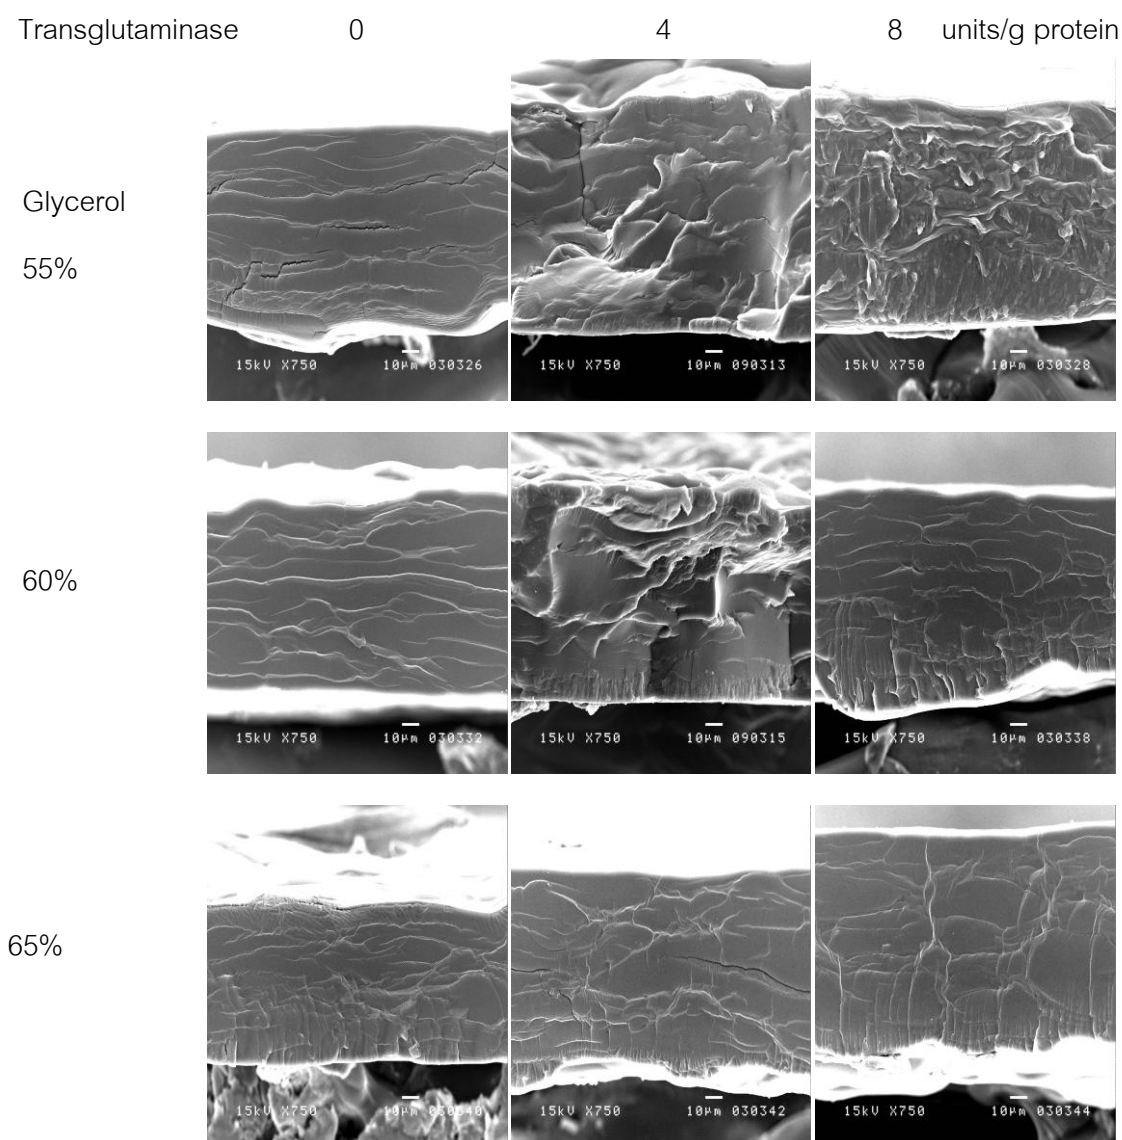 Transglutaminase 0 4 8 units/g protein
Glycerol
55%
15kV X750 10µm 030326
15kV X750 10µm 090313
15kV X750 10µm 030328
60%
15kV X750 10µm 030332
15kV X750 10µm 090315
15kV X750 10µm 030338
65%
15kV X750 10µm 030340
15kV X750 10µm 030342
15kV X750 10µm 030344